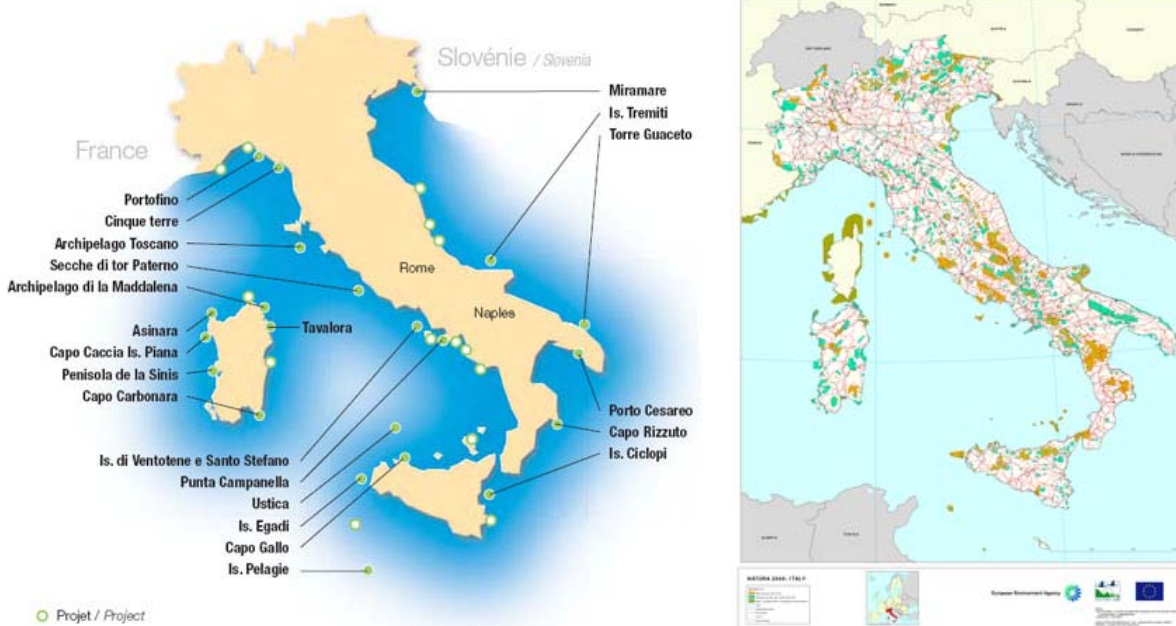 Slovénie / Slovenia
France
Miramare
Is. Tremiti
Torre Guaceto
Portofino
Cinque terre
Archipelago Toscano
Secche di tor Paterno
Archipelago di la Maddalena
Rome
Naples
Asinara
Tavalora
Capo Caccia Is. Piana
Penisola de la Sinis
Capo Carbonara
Porto Cesareo
Capo Rizzuto
Is. Ciclopi
Is. di Ventotene e Santo Stefano
Punta Campanella
Ustica
Is. Egadi
Capo Gallo
Is. Pelagie
Projet / Project
NATURA 2000: ITALY
European Environment Agency